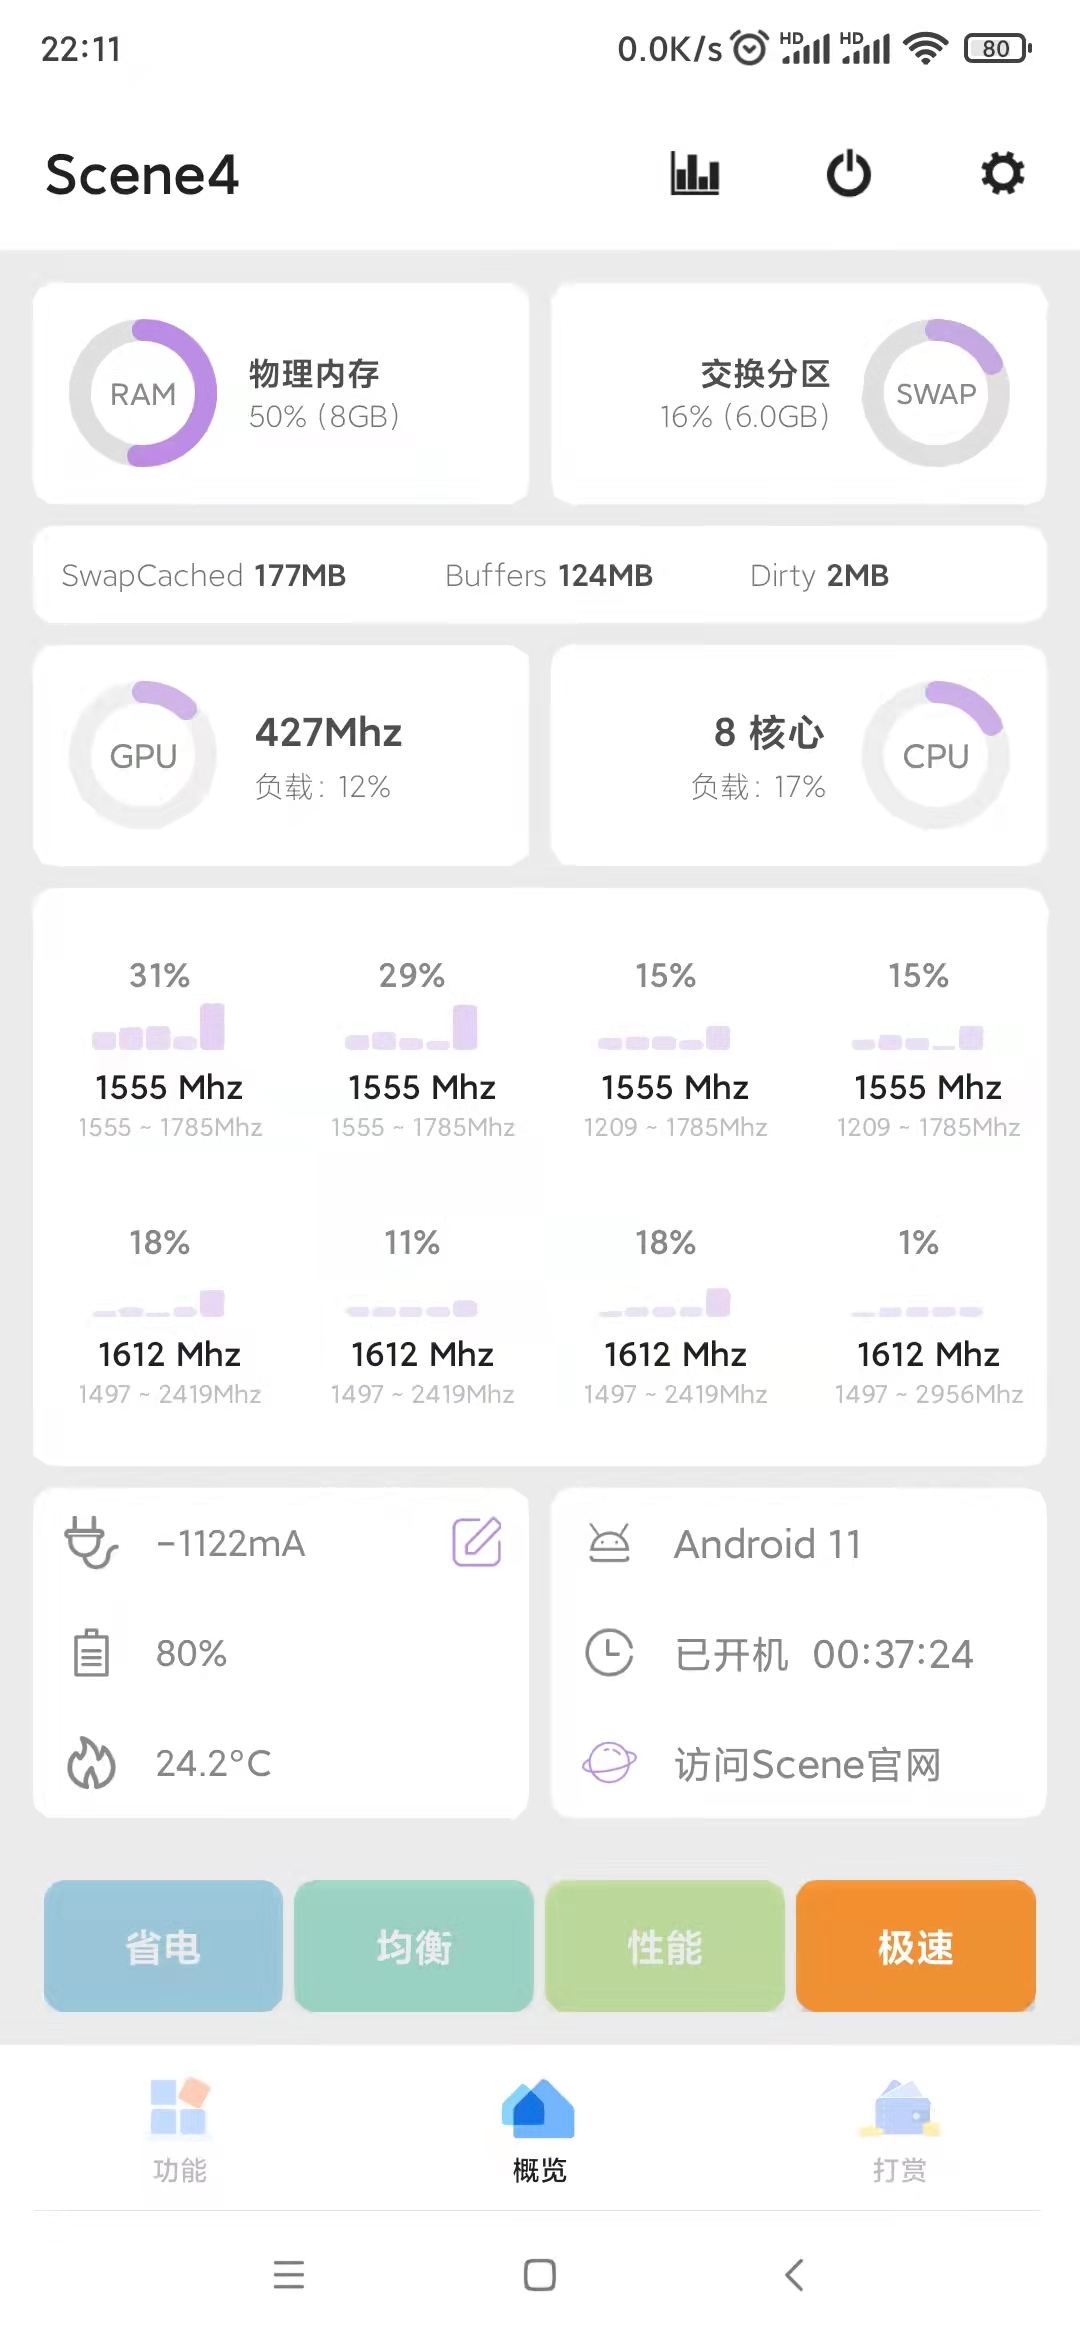 22:11 0.0K/s HD HD 80
Scene4
RAM 物理内存 50% (8GB)
交换分区 16% (6.0GB) SWAP
SwapCached 177MB Buffers 124MB Dirty 2MB
GPU 427Mhz 负载: 12%
8 核心 负载: 17% CPU
31% 29% 15% 15%
1555 Mhz 1555 Mhz 1555 Mhz 1555 Mhz
1555 ~ 1785Mhz 1555 ~ 1785Mhz 1209 ~ 1785Mhz 1209 ~ 1785Mhz
18% 11% 18% 1%
1612 Mhz 1612 Mhz 1612 Mhz 1612 Mhz
1497 ~ 2419Mhz 1497 ~ 2419Mhz 1497 ~ 2419Mhz 1497 ~ 2956Mhz
-1122mA
80%
24.2°C
Android 11
已开机 00:37:24
访问Scene官网
省电 均衡 性能 极速
功能 概览 打赏